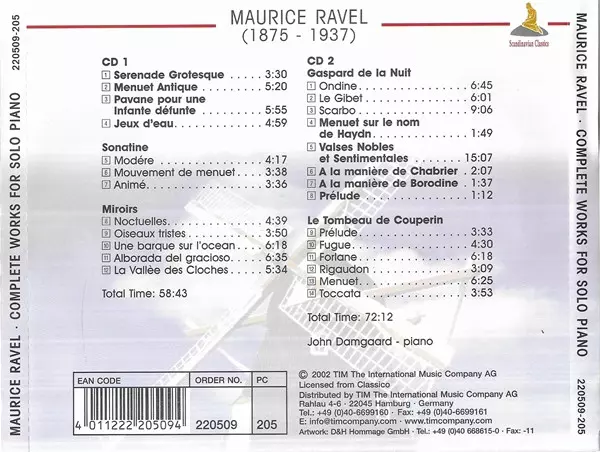 MAURICE RAVEL
(1875 - 1937)
Scandinavian Classics
CD 1
1 Serenade Grotesque ...... 3:30
2 Menuet Antique .......... 5:20
3 Pavane pour une
Infante défunte ........... 5:55
4 Jeux d'eau .............. 4:59
Sonatine
5 Modére .................. 4:17
6 Mouvement de menuet ..... 3:38
7 Animé ................... 3:36
Miroirs
8 Noctuelles .............. 4:39
9 Oiseaux tristes ......... 3:50
10 Une barque sur l'ocean . 6:18
11 Alborada del gracioso .. 6:35
12 La Vallèe des Cloches .. 5:34
Total Time: 58:43
CD 2
Gaspard de la Nuit
1 Ondine .................. 6:45
2 Le Gibet ................ 6:01
3 Scarbo .................. 9:06
4 Menuet sur le nom
de Haydn .................. 1:49
5 Valses Nobles
et Sentimentales ......... 15:07
6 A la manière de Chabrier .. 2:07
7 A la manière de Borodine .. 1:37
8 Prélude ................. 1:12
Le Tombeau de Couperin
9 Prélude ................. 3:33
10 Fugue .................. 4:30
11 Forlane ................ 6:18
12 Rigaudon ............... 3:09
13 Menuet ................. 6:25
14 Toccata ................ 3:53
Total Time: 72:12
John Damgaard - piano
EAN CODE
ORDER NO.
PC
4 011222 205094
220509
205
© 2002 TIM The International Music Company AG
Licensed from Classico
Distributed by TIM The International Music Company AG
Rahlau 4-6 · 22045 Hamburg · Germany
Tel.: +49 (0)40-6699160 · Fax: +49 (0)40-6691661
E: info@timcompany.com · www.timcompany.com
Artwork: D&H Hommage GmbH · Tel.: +49 (0)40 668615-0 · Fax: -11
MAURICE RAVEL · COMPLETE WORKS FOR SOLO PIANO
220509-205
MAURICE RAVEL · COMPLETE WORKS FOR SOLO PIANO
220509-205